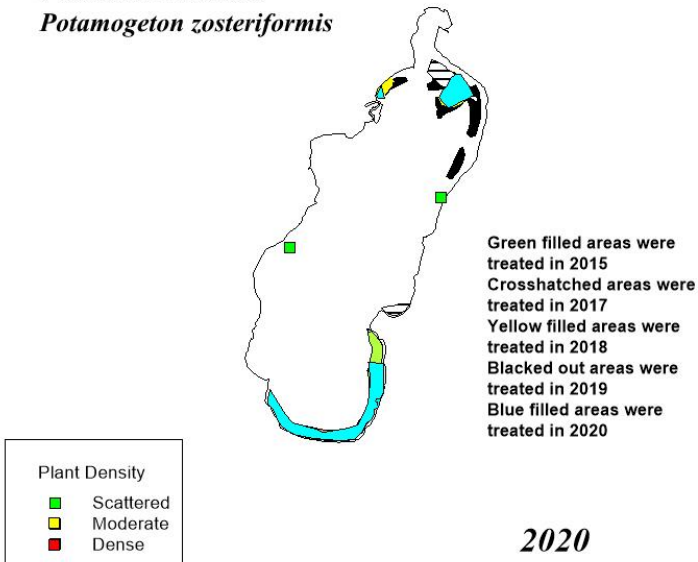 Potamogeton zosteriformis
Green filled areas were
treated in 2015
Crosshatched areas were
treated in 2017
Yellow filled areas were
treated in 2018
Blacked out areas were
treated in 2019
Blue filled areas were
treated in 2020
Plant Density
Scattered
Moderate
Dense
2020